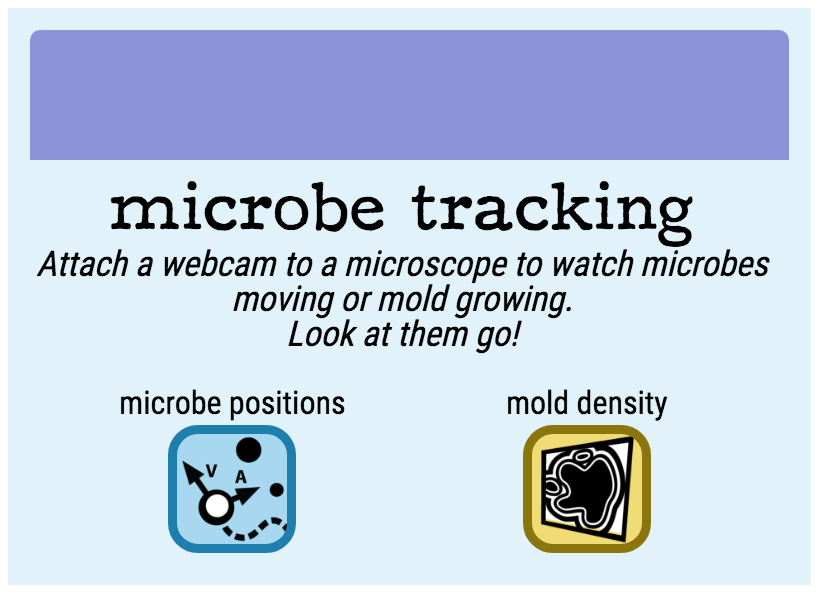 microbe tracking
Attach a webcam to a microscope to watch microbes
moving or mold growing.
Look at them go!
microbe positions
mold density
V
A